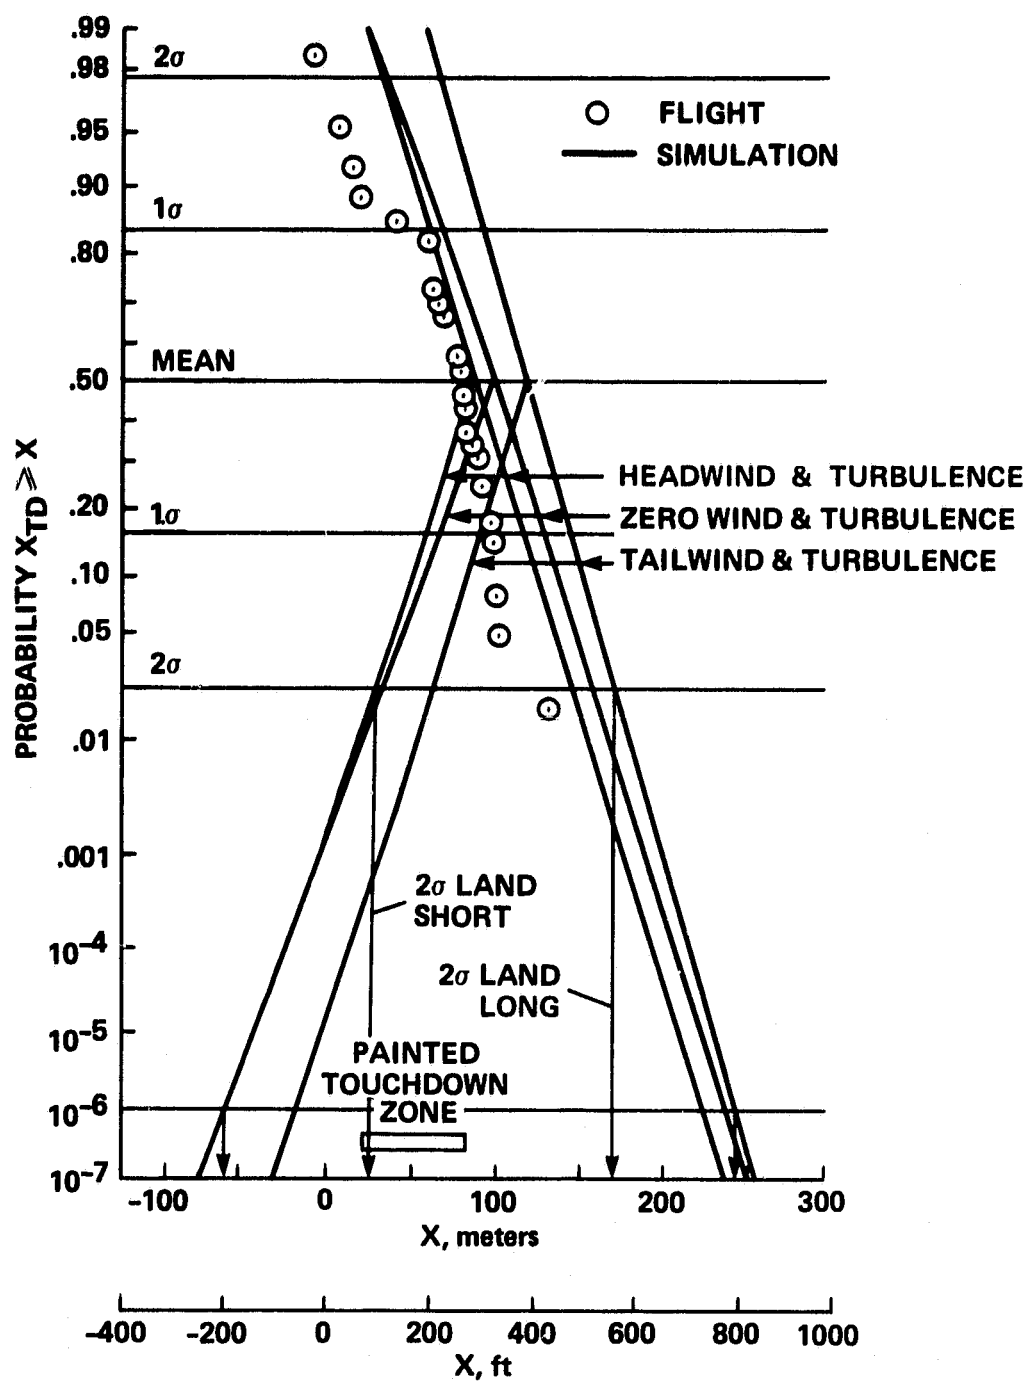 .99
.98
.95
.90
.80
.50
.20
.10
.05
.01
.001
10⁻⁴
10⁻⁵
10⁻⁶
10⁻⁷
PROBABILITY X_TD ⩾ X
2σ
1σ
MEAN
1σ
2σ
FLIGHT
SIMULATION
HEADWIND & TURBULENCE
ZERO WIND & TURBULENCE
TAILWIND & TURBULENCE
2σ LAND
SHORT
2σ LAND
LONG
PAINTED
TOUCHDOWN
ZONE
-100 0 100 200 300
X, meters
-400 -200 0 200 400 600 800 1000
X, ft